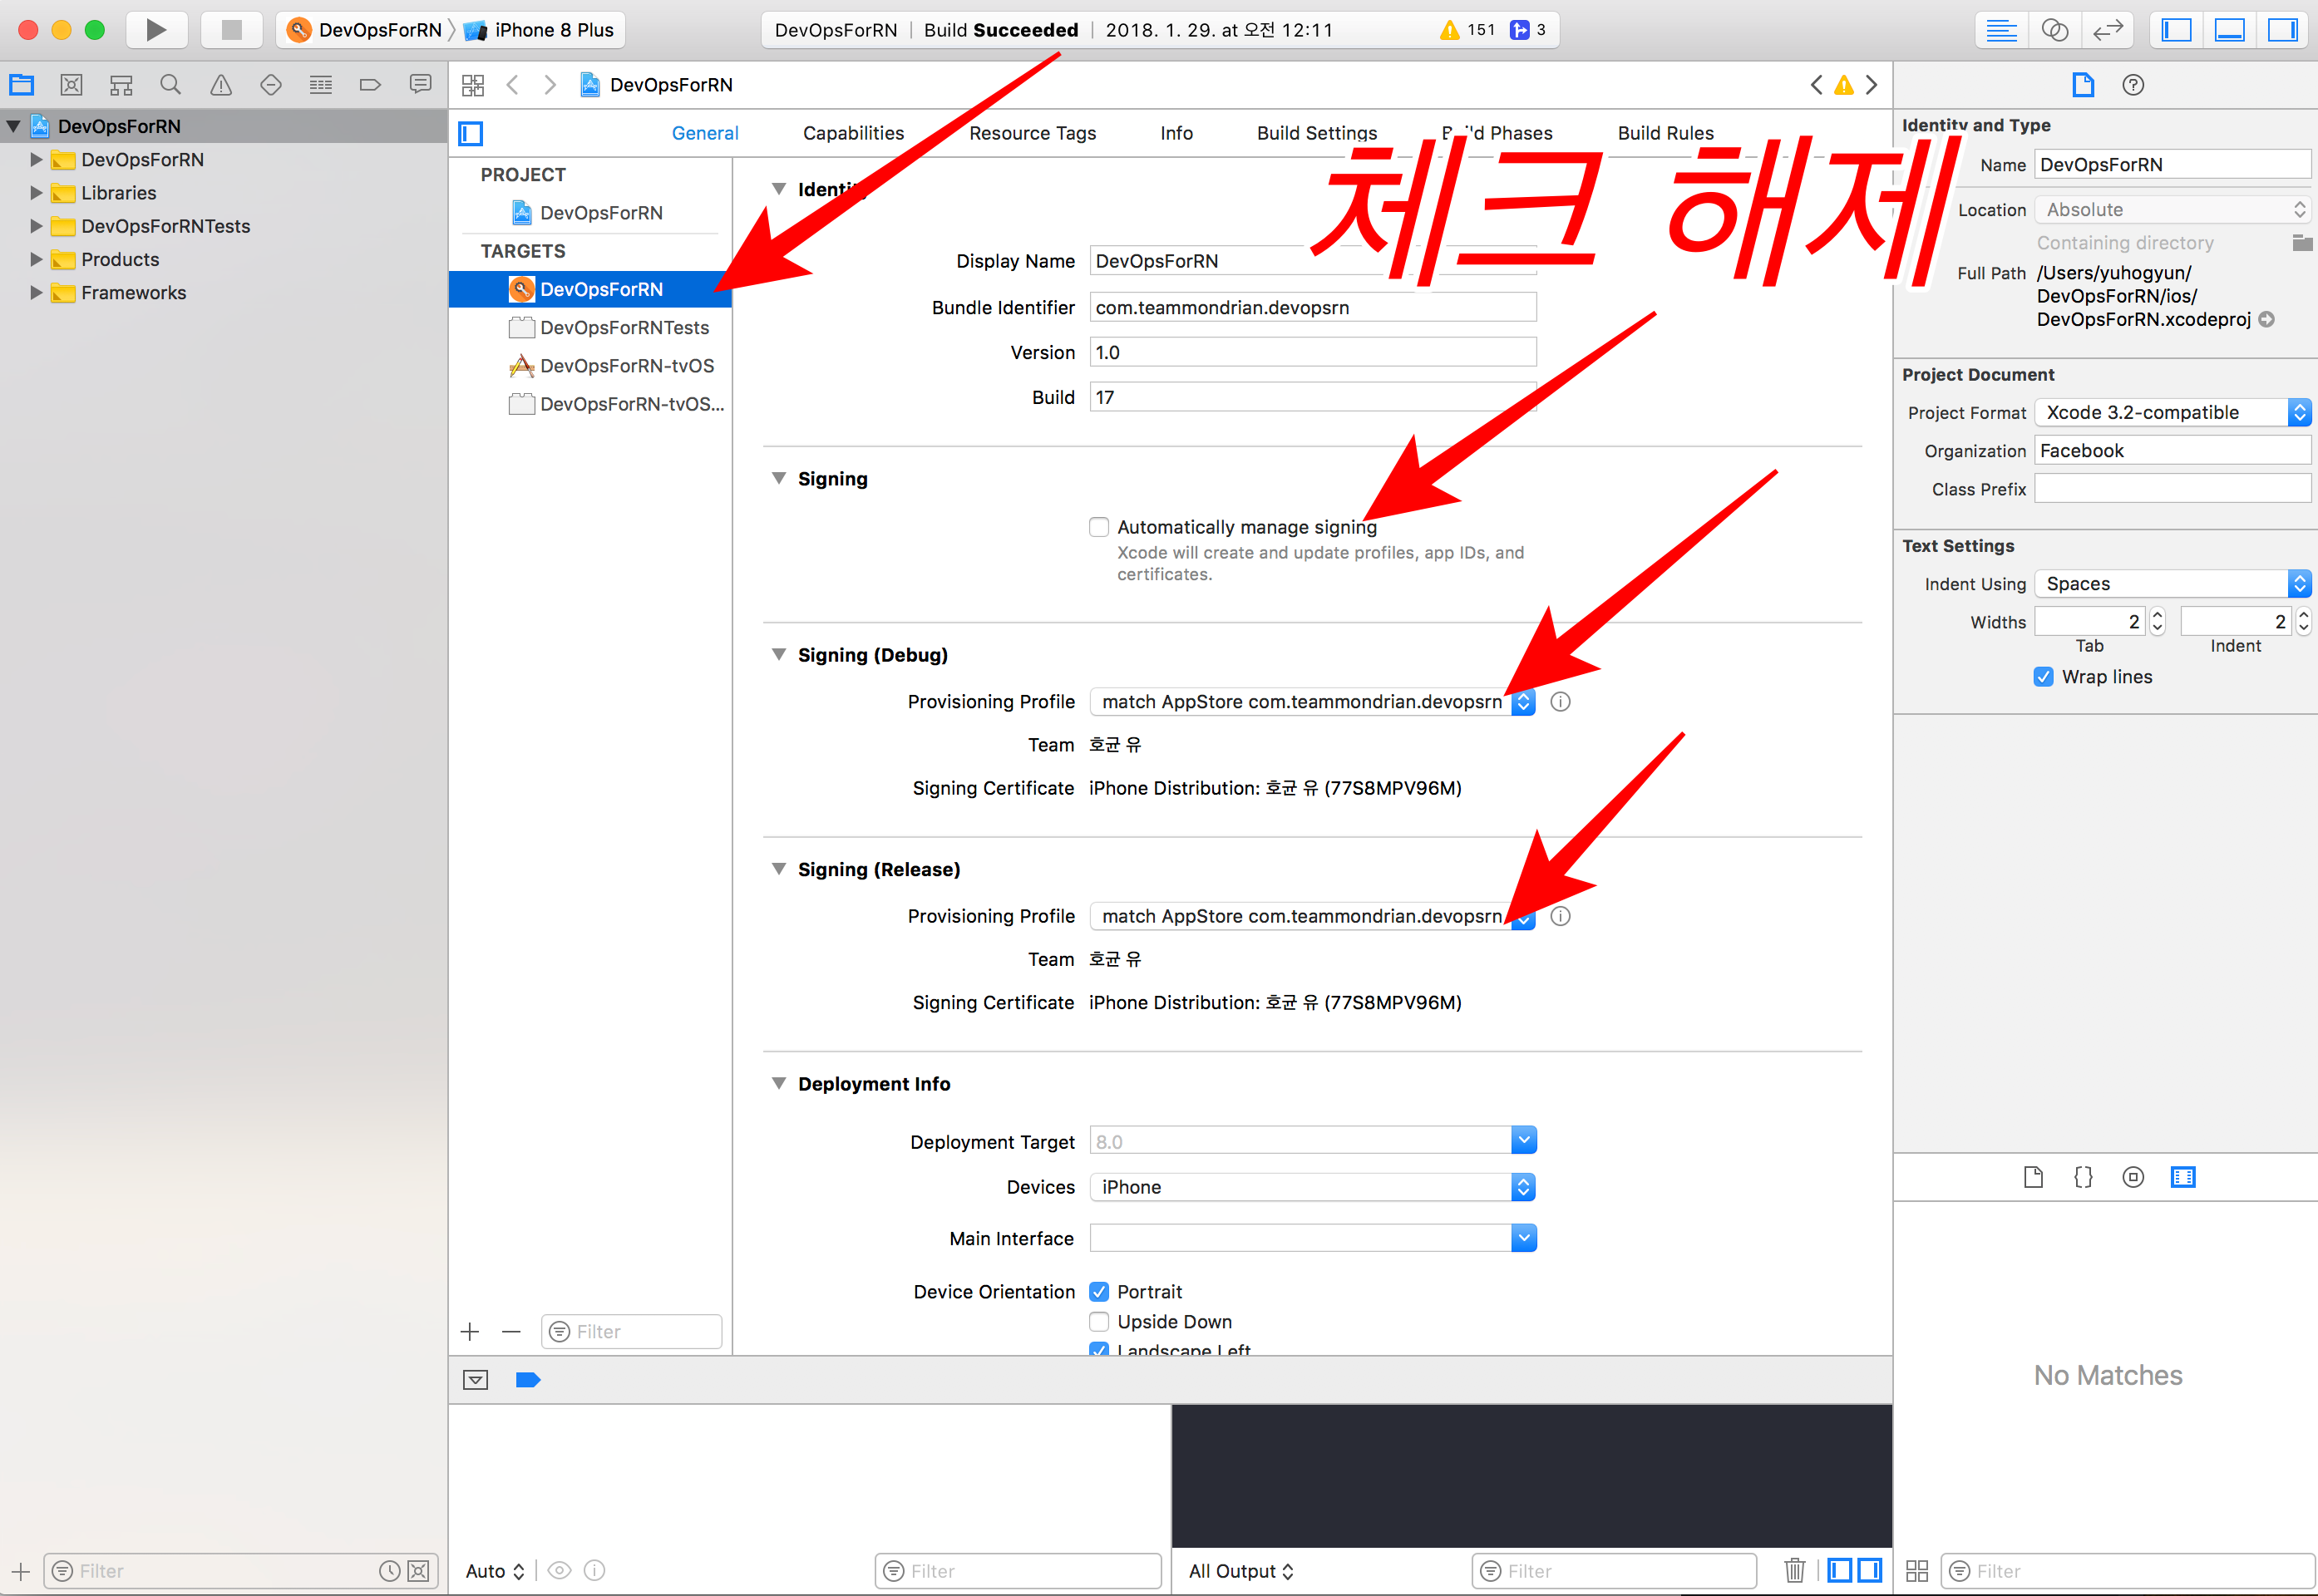 DevOpsForRN
iPhone 8 Plus
DevOpsForRN | Build Succeeded | 2018. 1. 29. at 오전 12:11
151
3
DevOpsForRN
DevOpsForRN
DevOpsForRN
Libraries
DevOpsForRNTests
Products
Frameworks
Filter
General
Capabilities
Resource Tags
Info
Build Settings
Build Phases
Build Rules
PROJECT
DevOpsForRN
TARGETS
DevOpsForRN
DevOpsForRNTests
DevOpsForRN-tvOS
DevOpsForRN-tvOS...
Filter
체크 해제
Display Name DevOpsForRN
Bundle Identifier com.teammondrian.devopsrn
Version 1.0
Build 17
Signing
Automatically manage signing
Xcode will create and update profiles, app IDs, and
certificates.
Signing (Debug)
Provisioning Profile match AppStore com.teammondrian.devopsrn
Team 호균 유
Signing Certificate iPhone Distribution: 호균 유 (77S8MPV96M)
Signing (Release)
Provisioning Profile match AppStore com.teammondrian.devopsrn
Team 호균 유
Signing Certificate iPhone Distribution: 호균 유 (77S8MPV96M)
Deployment Info
Deployment Target 8.0
Devices iPhone
Main Interface
Device Orientation Portrait
Upside Down
Landscape Left
Auto
Filter
All Output
Filter
Identity and Type
Name DevOpsForRN
Location Absolute
Containing directory
Full Path /Users/yuhogyun/
DevOpsForRN/ios/
DevOpsForRN.xcodeproj
Project Document
Project Format Xcode 3.2-compatible
Organization Facebook
Class Prefix
Text Settings
Indent Using Spaces
Widths 2 2
Tab Indent
Wrap lines
No Matches
Filter